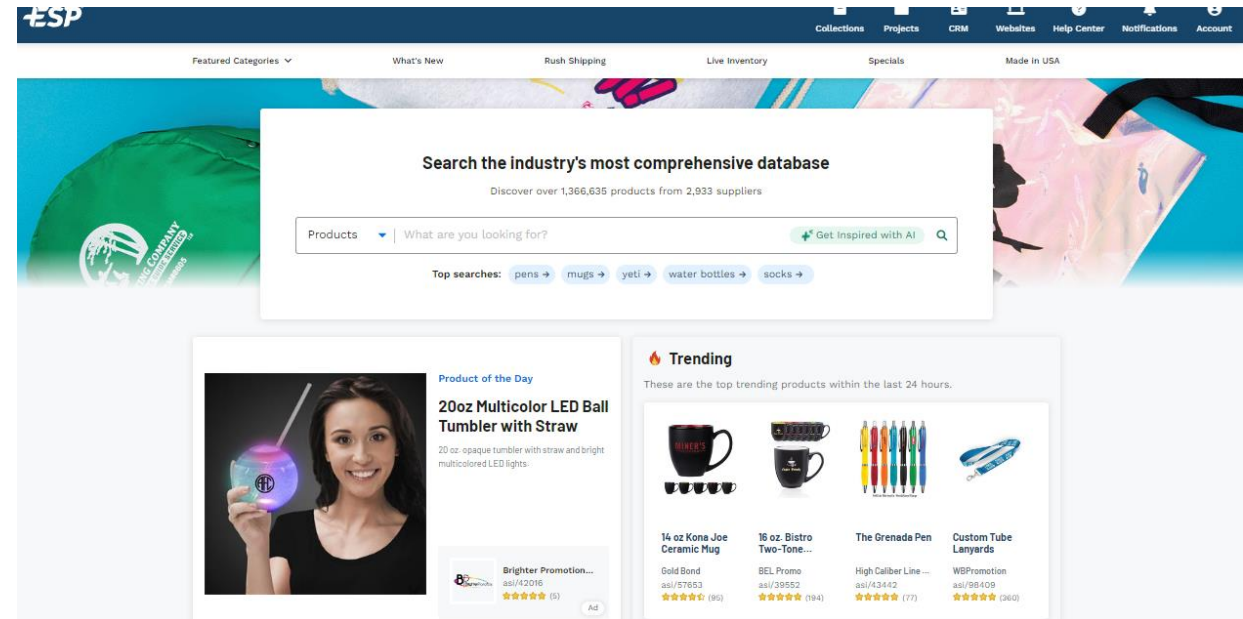 ESP
Collections Projects CRM Websites Help Center Notifications Account
Featured Categories What's New Rush Shipping Live Inventory Specials Made in USA
Search the industry's most comprehensive database
Discover over 1,366,635 products from 2,933 suppliers
Products What are you looking for? Get Inspired with AI
Top searches: pens → mugs → yeti → water bottles → socks →
Product of the Day
20oz Multicolor LED Ball
Tumbler with Straw
20 oz. opaque tumbler with straw and bright
multicolored LED lights.
Brighter Promotion...
asi/42016
(5)
Ad
Trending
These are the top trending products within the last 24 hours.
14 oz Kona Joe
Ceramic Mug
Gold Bond
asi/57653
(95)
16 oz. Bistro
Two-Tone...
BEL Promo
asi/39552
(194)
The Grenada Pen
High Caliber Line ...
asi/43442
(77)
Custom Tube
Lanyards
WBPromotion
asi/98409
(360)